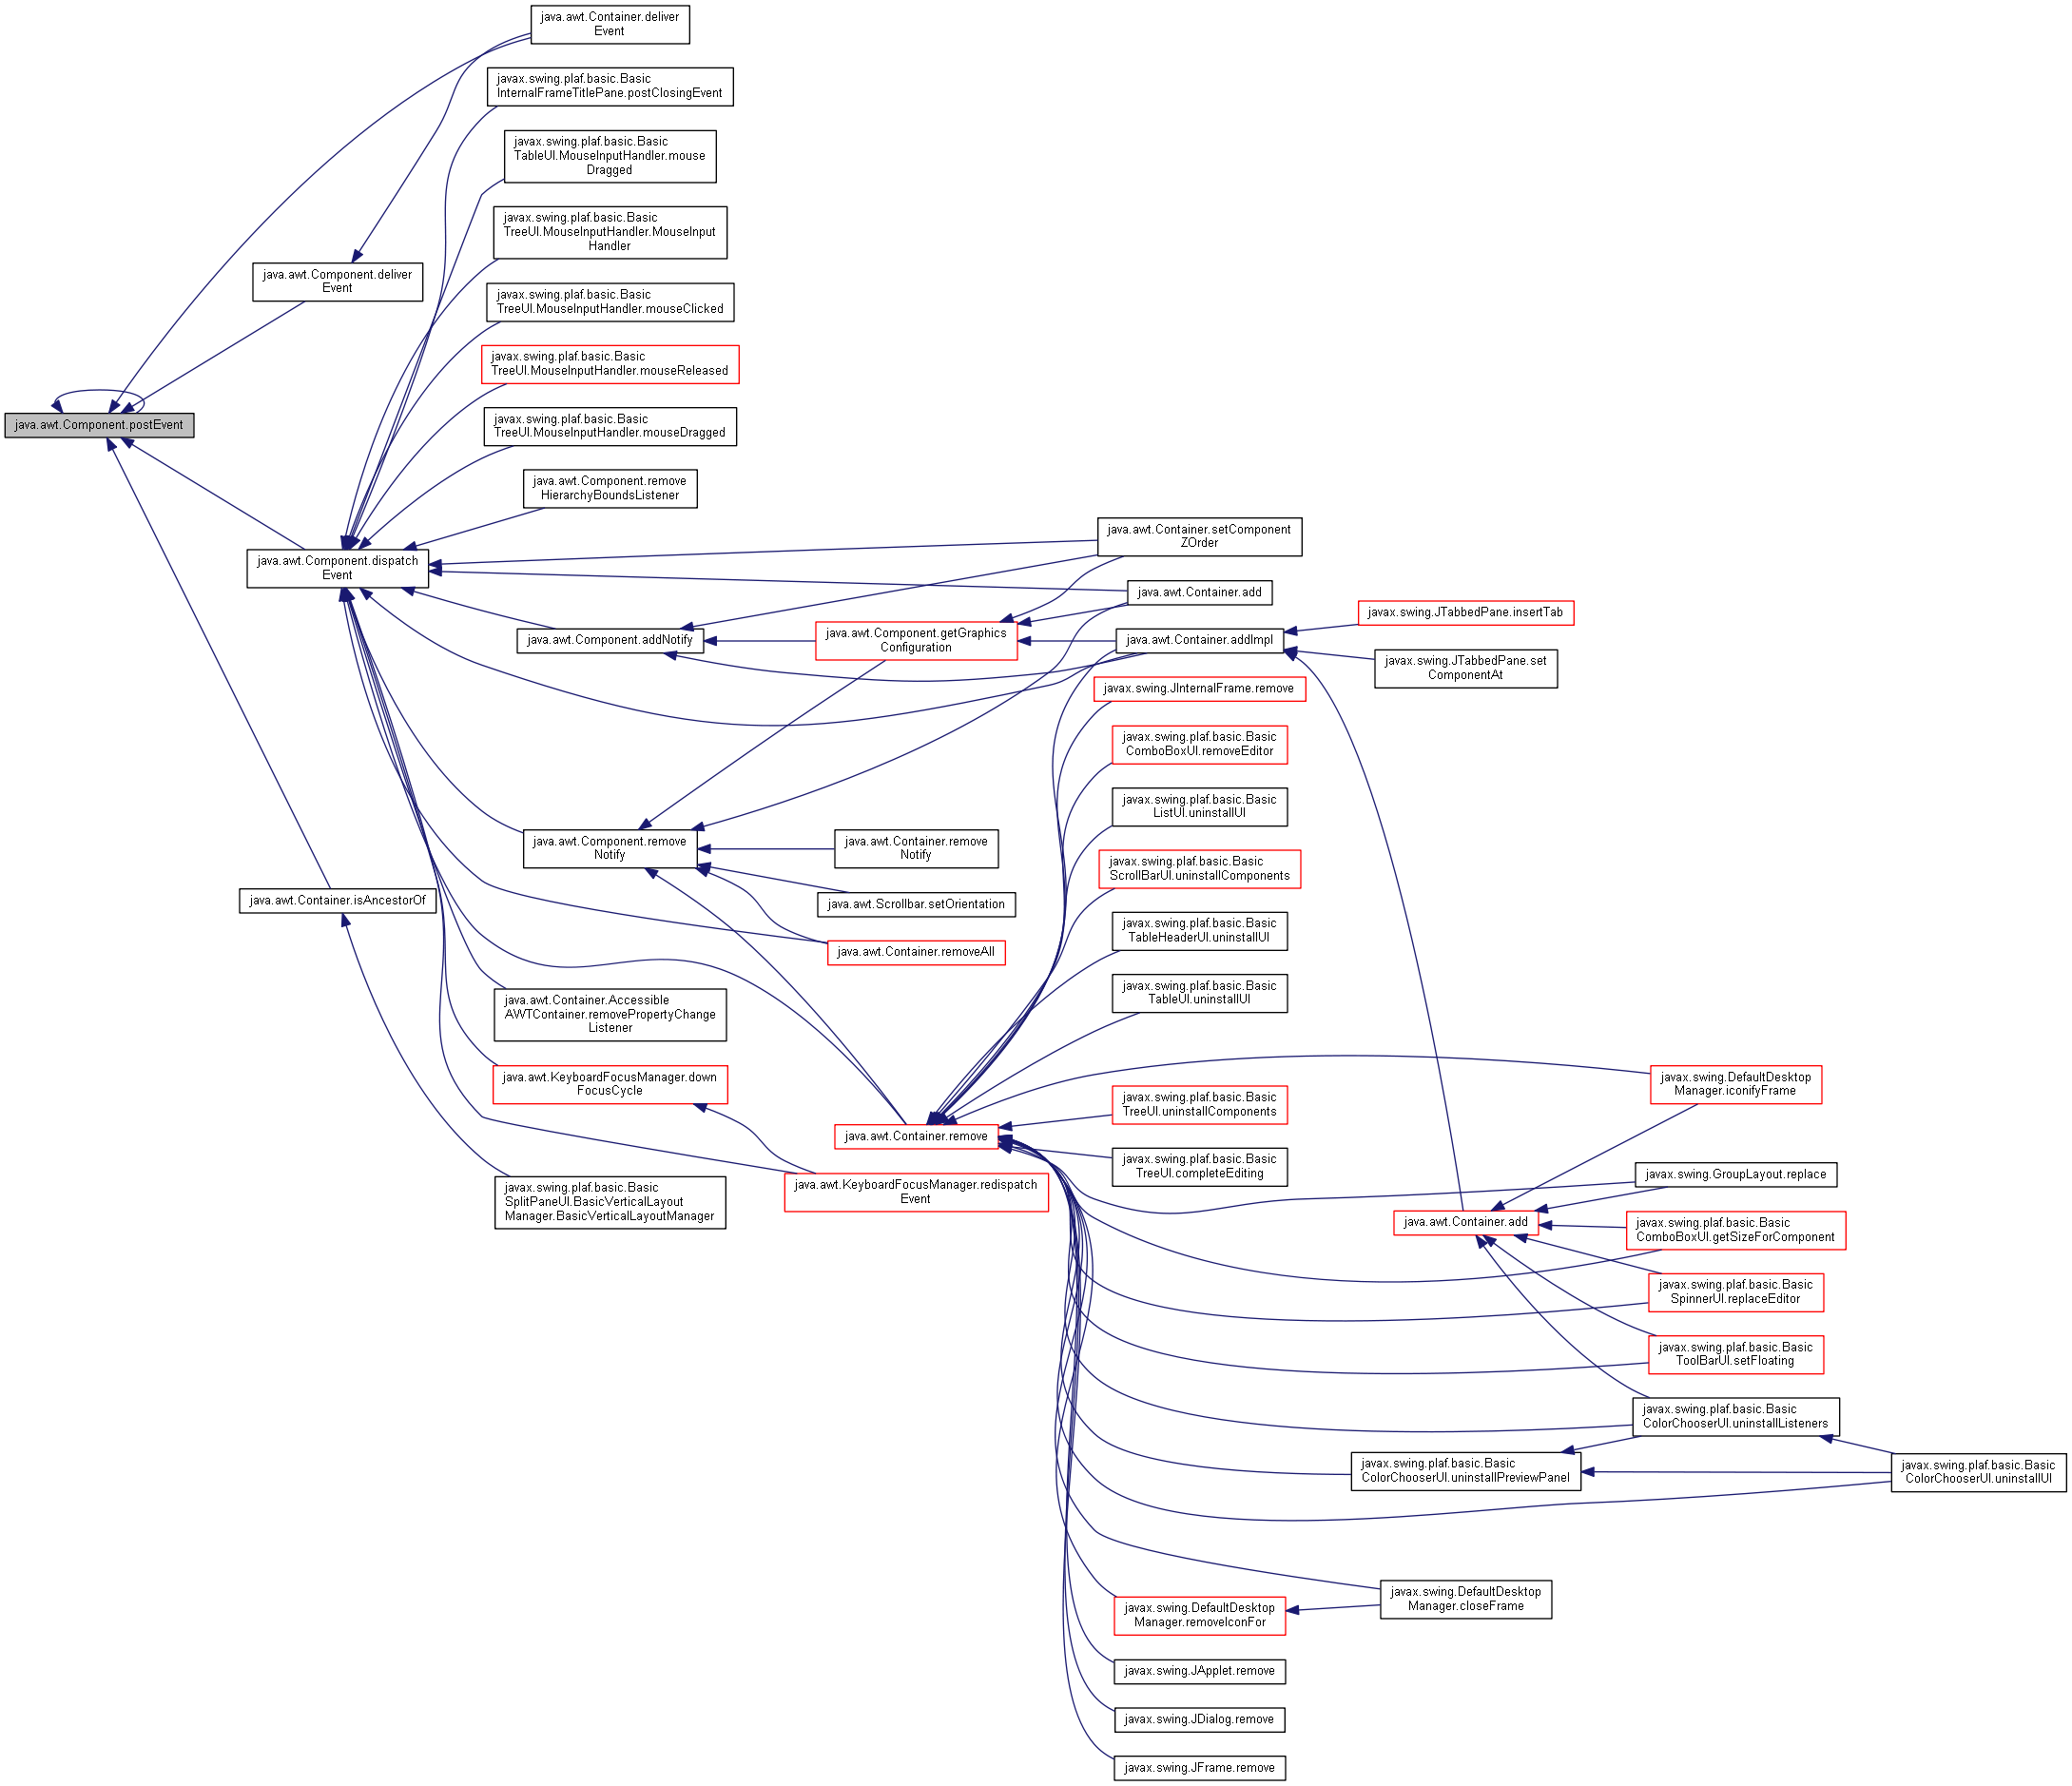 java.awt.Container.deliver
Event
javax.swing.plaf.basic.Basic
InternalFrameTitlePane.postClosingEvent
javax.swing.plaf.basic.Basic
TableUI.MouseInputHandler.mouse
Dragged
javax.swing.plaf.basic.Basic
TreeUI.MouseInputHandler.MouseInput
Handler
java.awt.Component.deliver
Event
javax.swing.plaf.basic.Basic
TreeUI.MouseInputHandler.mouseClicked
javax.swing.plaf.basic.Basic
TreeUI.MouseInputHandler.mouseReleased
java.awt.Component.postEvent
javax.swing.plaf.basic.Basic
TreeUI.MouseInputHandler.mouseDragged
java.awt.Component.remove
HierarchyBoundsListener
java.awt.Component.dispatch
Event
java.awt.Container.setComponent
ZOrder
java.awt.Container.add
java.awt.Component.addNotify
java.awt.Component.getGraphics
Configuration
java.awt.Container.addImpl
javax.swing.JTabbedPane.insertTab
javax.swing.JTabbedPane.set
ComponentAt
javax.swing.JInternalFrame.remove
javax.swing.plaf.basic.Basic
ComboBoxUI.removeEditor
javax.swing.plaf.basic.Basic
ListUI.uninstallUI
java.awt.Component.remove
Notify
java.awt.Container.remove
Notify
javax.swing.plaf.basic.Basic
ScrollBarUI.uninstallComponents
java.awt.Container.isAncestorOf
java.awt.Scrollbar.setOrientation
javax.swing.plaf.basic.Basic
TableHeaderUI.uninstallUI
java.awt.Container.removeAll
javax.swing.plaf.basic.Basic
TableUI.uninstallUI
java.awt.Container.Accessible
AWTContainer.removePropertyChange
Listener
java.awt.KeyboardFocusManager.down
FocusCycle
javax.swing.DefaultDesktop
Manager.iconifyFrame
javax.swing.plaf.basic.Basic
TreeUI.uninstallComponents
java.awt.Container.remove
javax.swing.plaf.basic.Basic
TreeUI.completeEditing
javax.swing.GroupLayout.replace
java.awt.KeyboardFocusManager.redispatch
Event
javax.swing.plaf.basic.Basic
SplitPaneUI.BasicVerticalLayout
Manager.BasicVerticalLayoutManager
java.awt.Container.add
javax.swing.plaf.basic.Basic
ComboBoxUI.getSizeForComponent
javax.swing.plaf.basic.Basic
SpinnerUI.replaceEditor
javax.swing.plaf.basic.Basic
ToolBarUI.setFloating
javax.swing.plaf.basic.Basic
ColorChooserUI.uninstallListeners
javax.swing.plaf.basic.Basic
ColorChooserUI.uninstallPreviewPanel
javax.swing.plaf.basic.Basic
ColorChooserUI.uninstallUI
javax.swing.DefaultDesktop
Manager.closeFrame
javax.swing.DefaultDesktop
Manager.removeIconFor
javax.swing.JApplet.remove
javax.swing.JDialog.remove
javax.swing.JFrame.remove